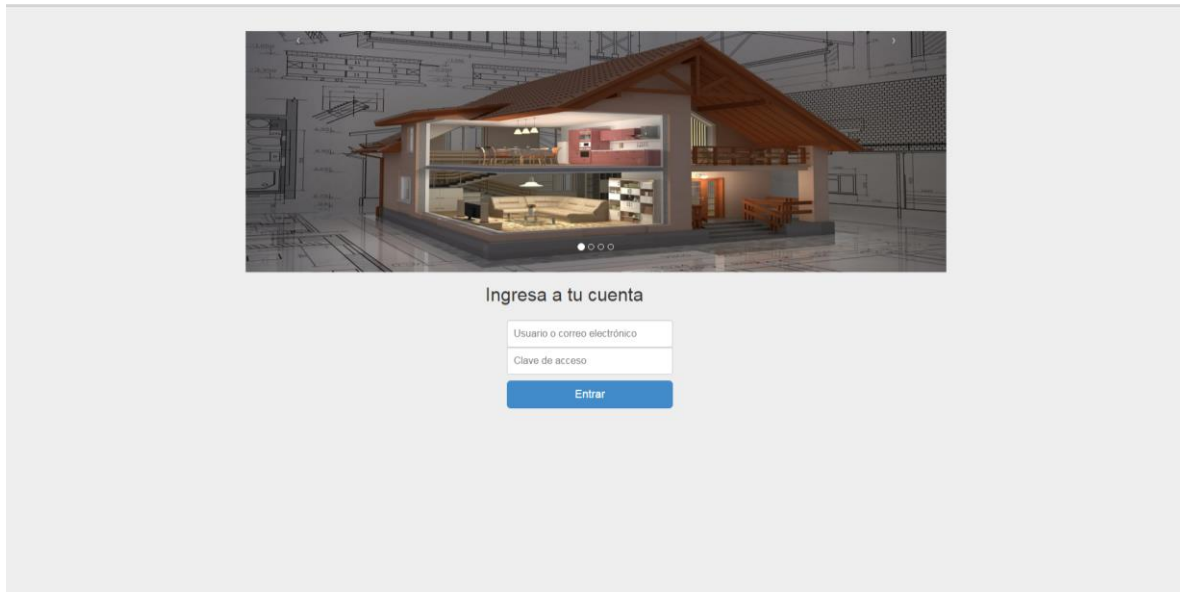 Ingresa a tu cuenta
Usuario o correo electrónico
Clave de acceso
Entrar